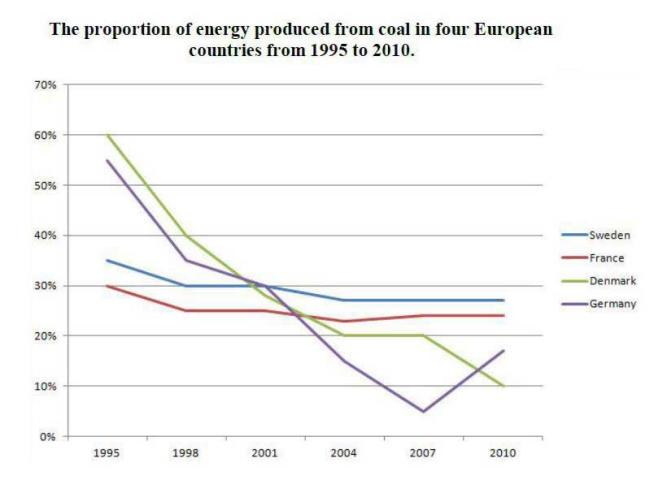 The proportion of energy produced from coal in four European
countries from 1995 to 2010.
70%
60%
50%
40%
30%
20%
10%
0%
1995 1998 2001 2004 2007 2010
Sweden
France
Denmark
Germany